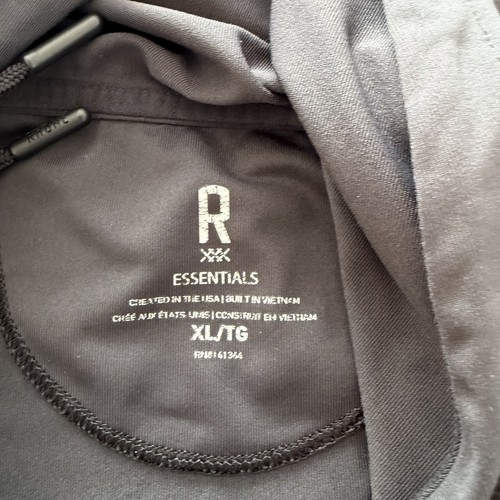 RHONE
R
ESSENTIALS
CREATED IN THE USA | BUILT IN VIETNAM
CRÉÉ AUX ÉTATS-UNIS | CONSTRUIT EN VIETNAM
XL/TG
RN#141364